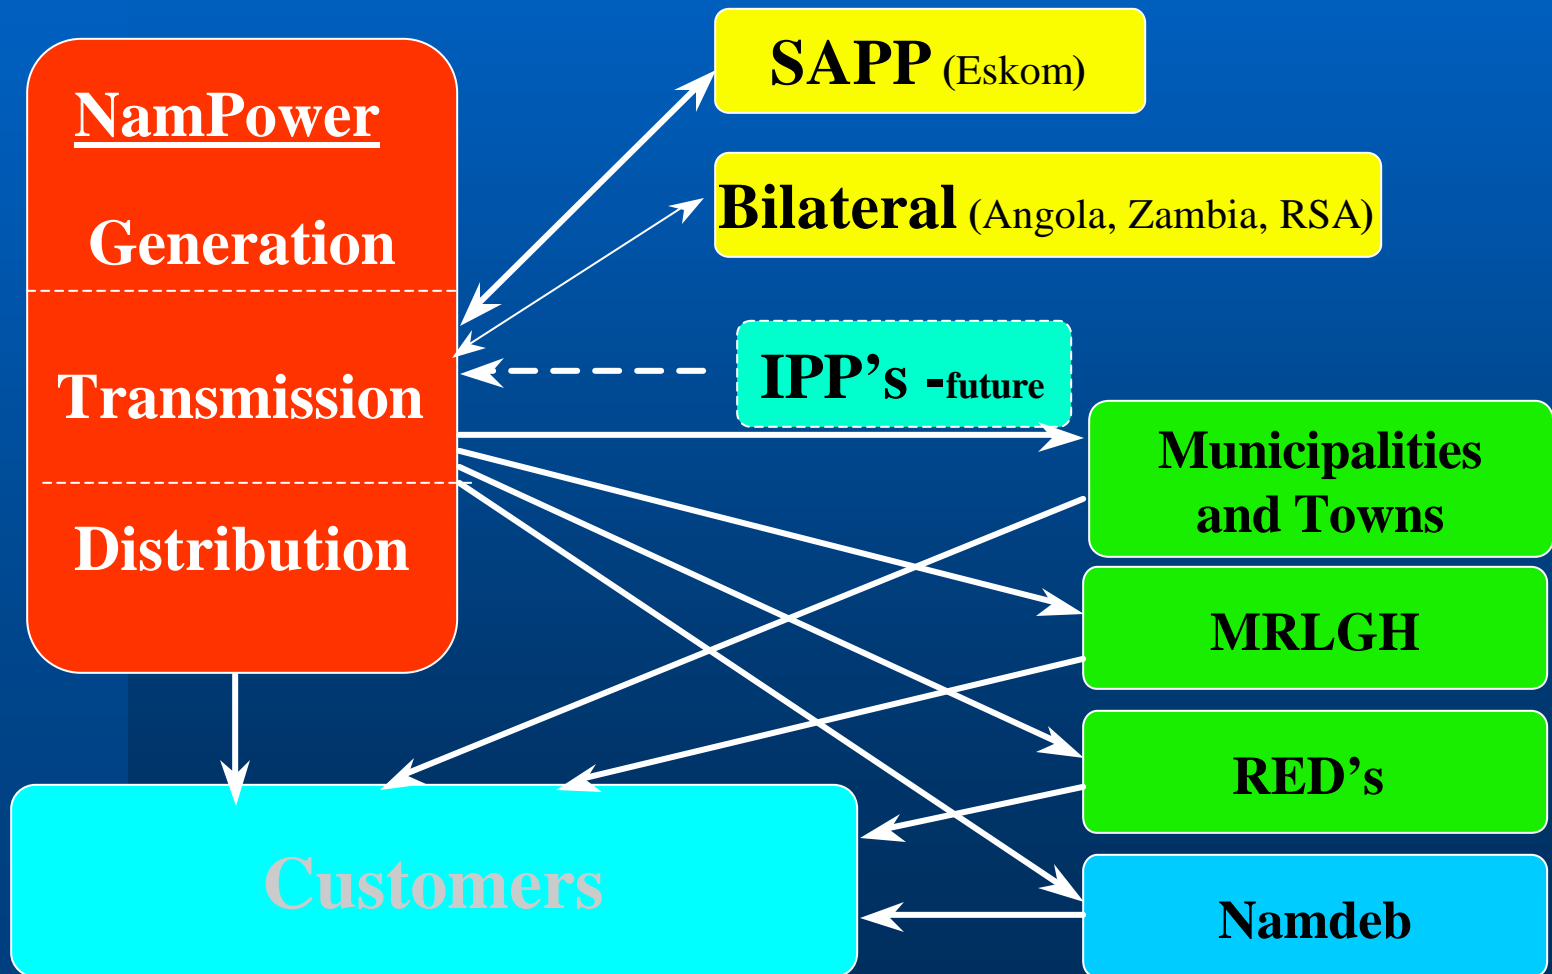 NamPower
Generation
Transmission
Distribution
SAPP (Eskom)
Bilateral (Angola, Zambia, RSA)
IPP’s -future
Municipalities
and Towns
MRLGH
RED’s
Namdeb
Customers